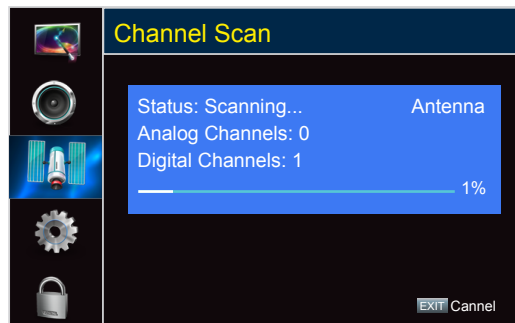 Channel Scan
Status: Scanning... Antenna
Analog Channels: 0
Digital Channels: 1
1%
EXIT Cannel